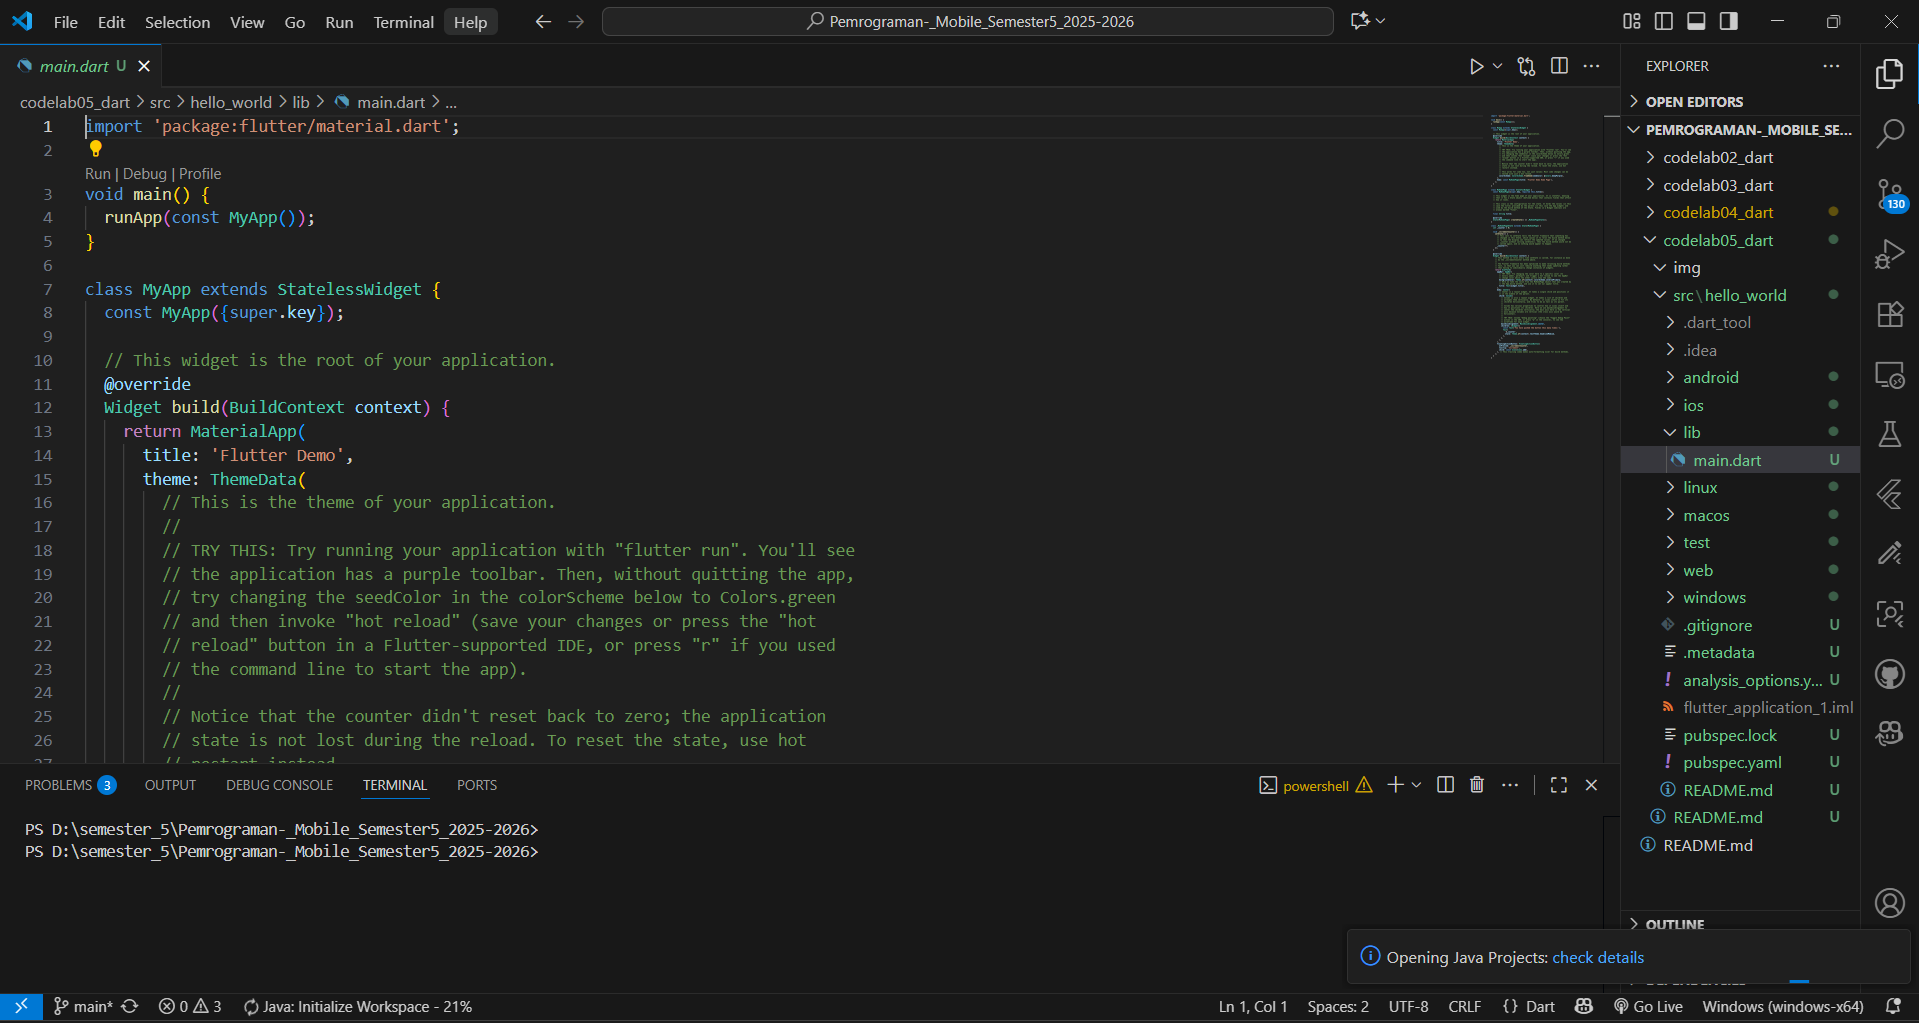 File Edit Selection View Go Run Terminal Help
Pemrograman-_Mobile_Semester5_2025-2026
main.dart U
codelab05_dart > src > hello_world > lib > main.dart > ...
1 import 'package:flutter/material.dart';
2
Run | Debug | Profile
3 void main() {
4 runApp(const MyApp());
5 }
6
7 class MyApp extends StatelessWidget {
8 const MyApp({super.key});
9
10 // This widget is the root of your application.
11 @override
12 Widget build(BuildContext context) {
13 return MaterialApp(
14 title: 'Flutter Demo',
15 theme: ThemeData(
16 // This is the theme of your application.
17 //
18 // TRY THIS: Try running your application with "flutter run". You'll see
19 // the application has a purple toolbar. Then, without quitting the app,
20 // try changing the seedColor in the colorScheme below to Colors.green
21 // and then invoke "hot reload" (save your changes or press the "hot
22 // reload" button in a Flutter-supported IDE, or press "r" if you used
23 // the command line to start the app).
24 //
25 // Notice that the counter didn't reset back to zero; the application
26 // state is not lost during the reload. To reset the state, use hot
27 // restart instead
PROBLEMS 3 OUTPUT DEBUG CONSOLE TERMINAL PORTS
powershell
PS D:\semester_5\Pemrograman-_Mobile_Semester5_2025-2026>
PS D:\semester_5\Pemrograman-_Mobile_Semester5_2025-2026>
EXPLORER
OPEN EDITORS
PEMROGRAMAN-_MOBILE_SE...
codelab02_dart
codelab03_dart
codelab04_dart
codelab05_dart
img
src\hello_world
.dart_tool
.idea
android
ios
lib
main.dart U
linux
macos
test
web
windows
.gitignore U
.metadata U
analysis_options.y... U
flutter_application_1.iml
pubspec.lock U
pubspec.yaml U
README.md U
README.md U
README.md
OUTLINE
130
Opening Java Projects: check details
main* 0 3 Java: Initialize Workspace - 21%
Ln 1, Col 1 Spaces: 2 UTF-8 CRLF {} Dart Go Live Windows (windows-x64)